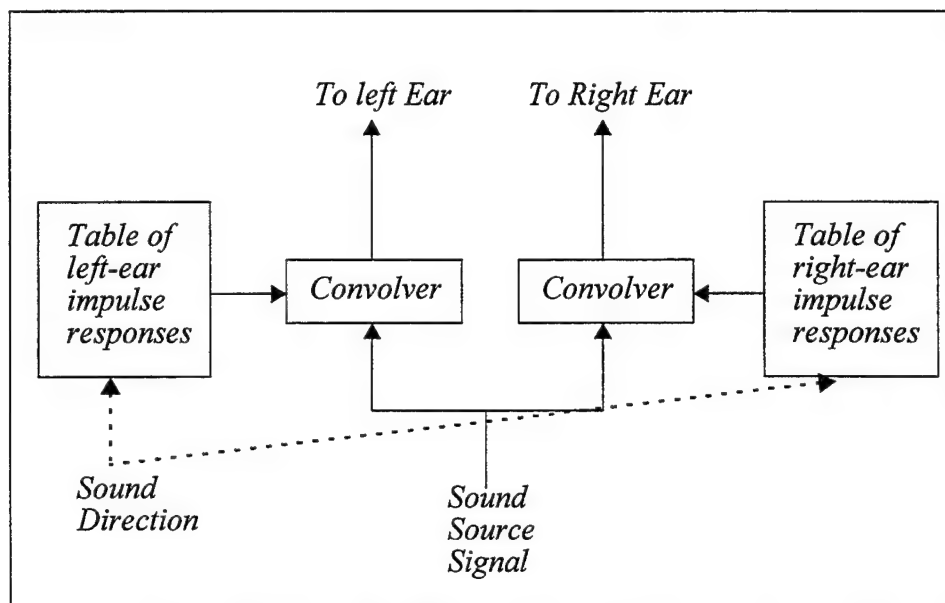 To left Ear
To Right Ear
Table of
left-ear
impulse
responses
Convolver
Convolver
Table of
right-ear
impulse
responses
Sound
Direction
Sound
Source
Signal